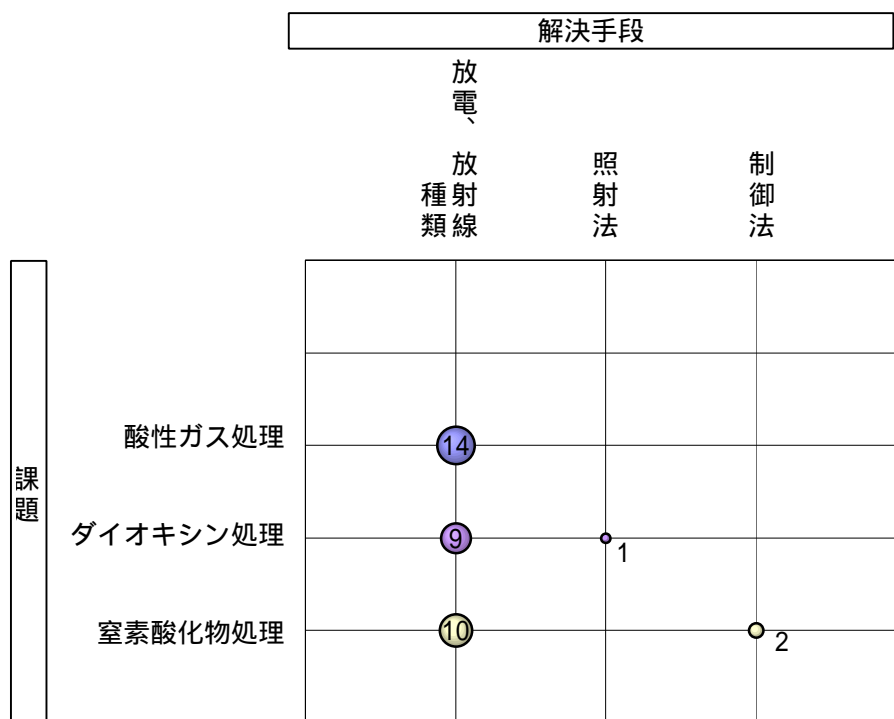 解決手段
放電、放射線
種類
照射法
制御法
課題
酸性ガス処理
14
ダイオキシン処理
9
1
窒素酸化物処理
10
2